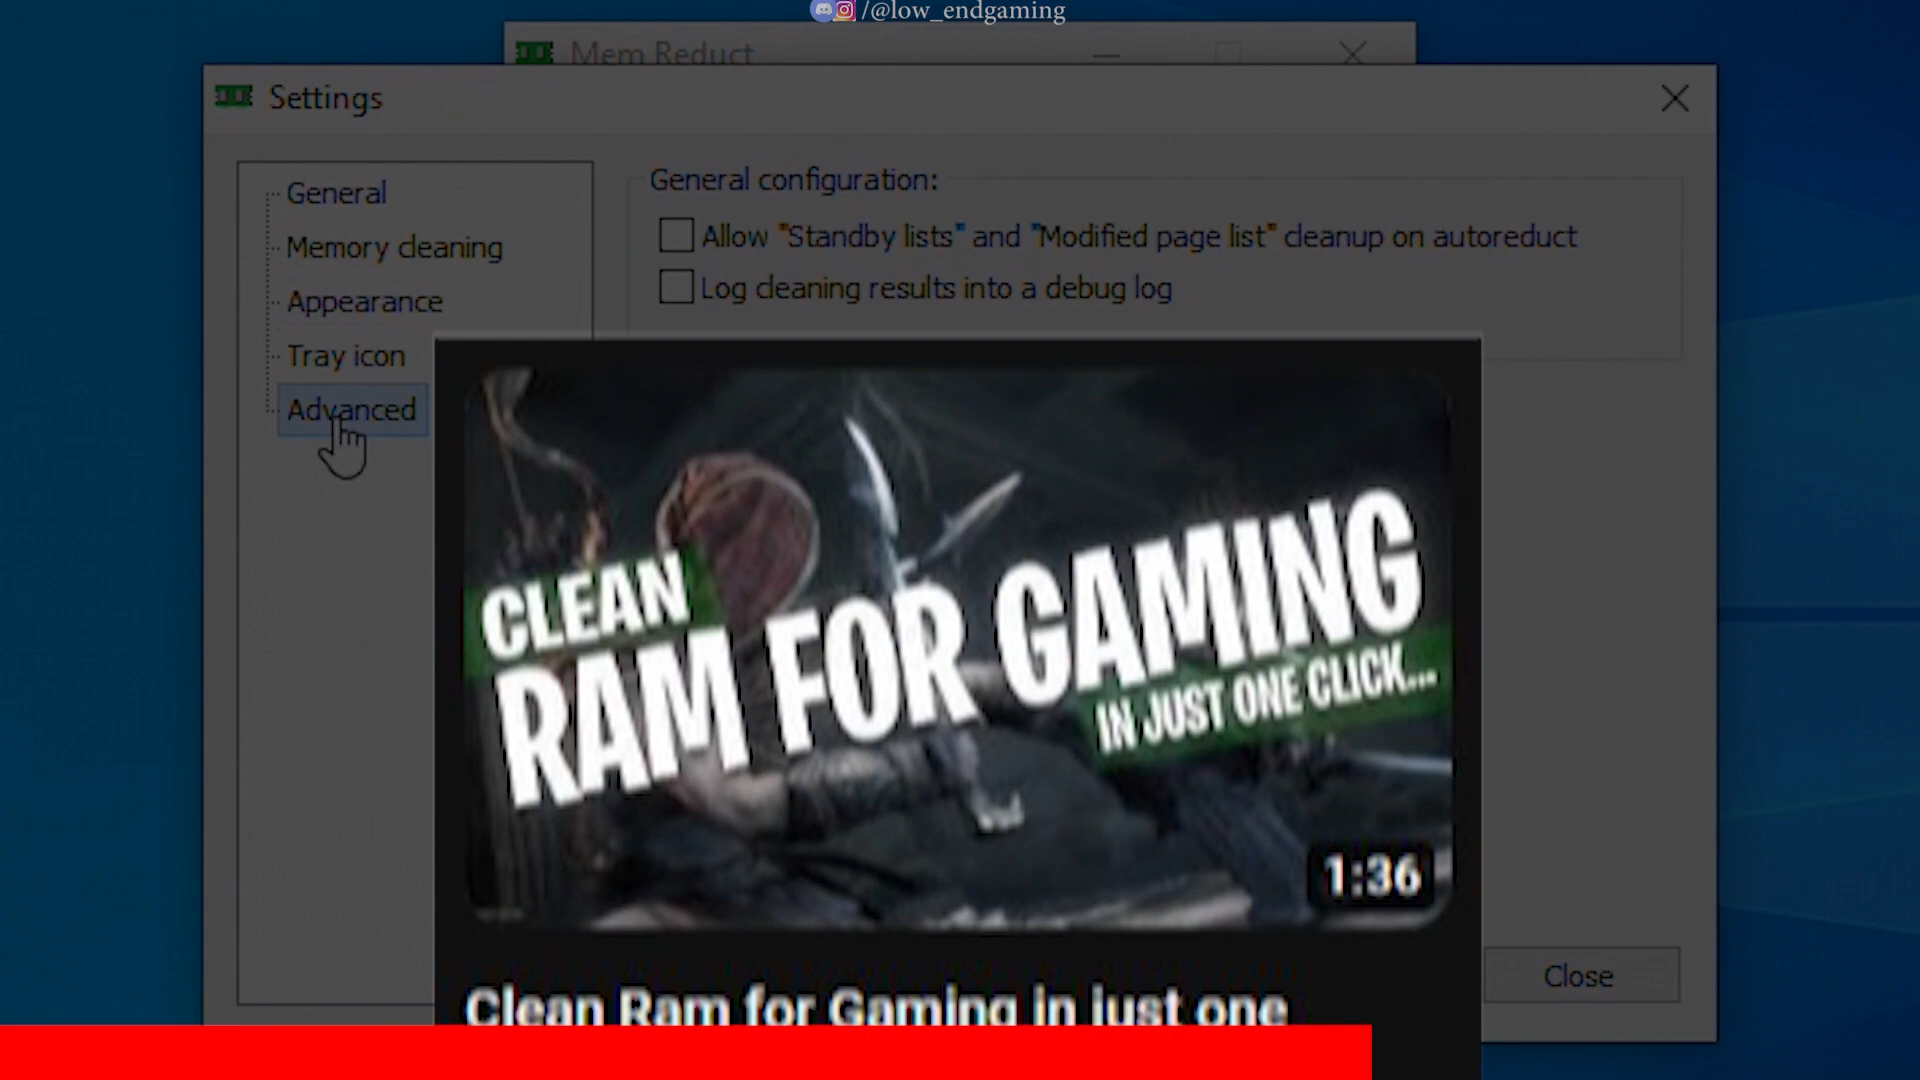 /@low_endgaming
Mem Reduct
Settings
General
Memory cleaning
Appearance
Tray icon
Advanced
General configuration:
Allow "Standby lists" and "Modified page list" cleanup on autoreduct
Log cleaning results into a debug log
CLEAN
RAM FOR GAMING
IN JUST ONE CLICK...
1:36
Clean Ram for Gaming in just one
Close